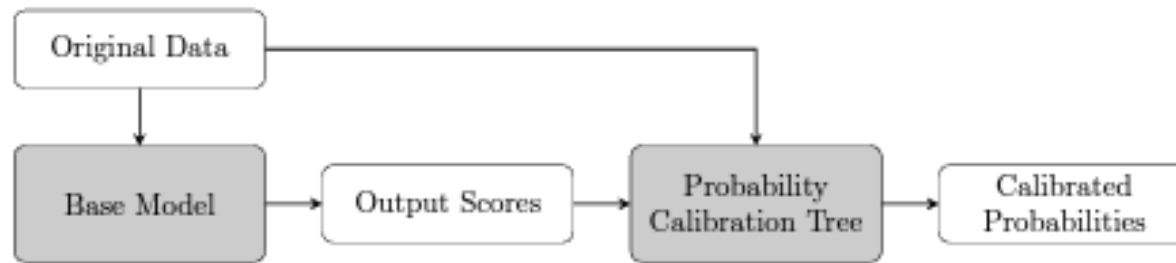 Original Data
Base Model
Output Scores
Probability
Calibration Tree
Calibrated
Probabilities